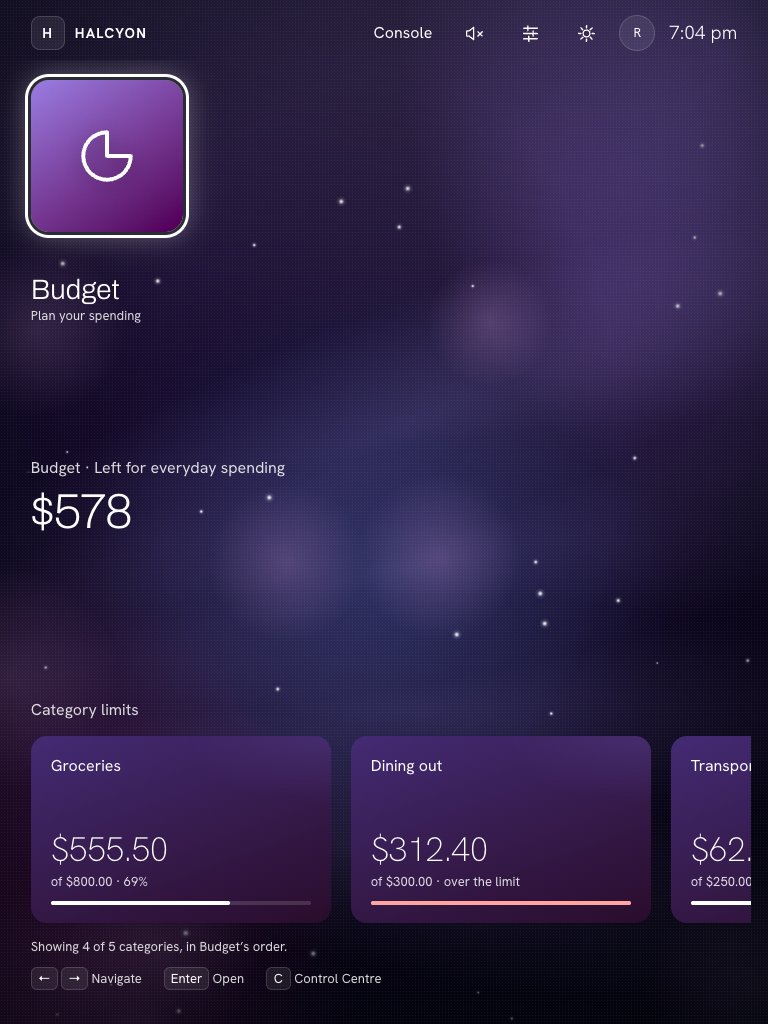 H HALCYON Console R 7:04 pm
Budget
Plan your spending
Budget · Left for everyday spending
$578
Category limits
Groceries
$555.50
of $800.00 · 69%
Dining out
$312.40
of $300.00 · over the limit
$62.
of $250.00
Showing 4 of 5 categories, in Budget’s order.
← → Navigate Enter Open C Control Centre